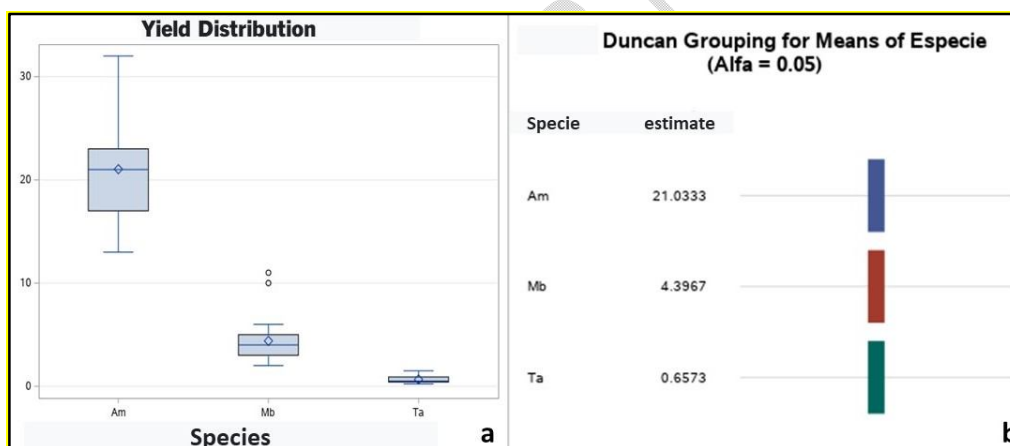 Yield Distribution
30
20
10
0
Am Mb Ta
Species
a
Duncan Grouping for Means of Especie
(Alfa = 0.05)
Specie estimate
Am 21.0333
Mb 4.3967
Ta 0.6573
b